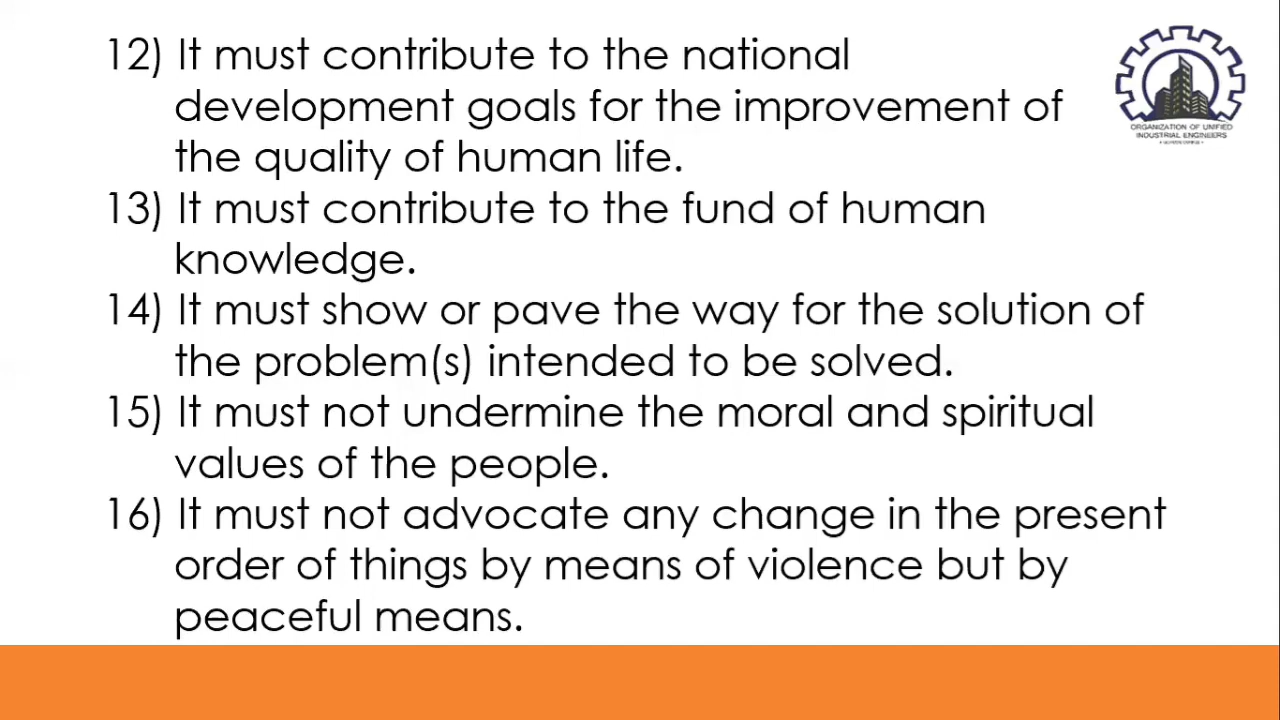 12) It must contribute to the national
development goals for the improvement of
the quality of human life.
13) It must contribute to the fund of human
knowledge.
14) It must show or pave the way for the solution of
the problem(s) intended to be solved.
15) It must not undermine the moral and spiritual
values of the people.
16) It must not advocate any change in the present
order of things by means of violence but by
peaceful means.
ORGANIZATION OF UNIFIED
INDUSTRIAL ENGINEERS